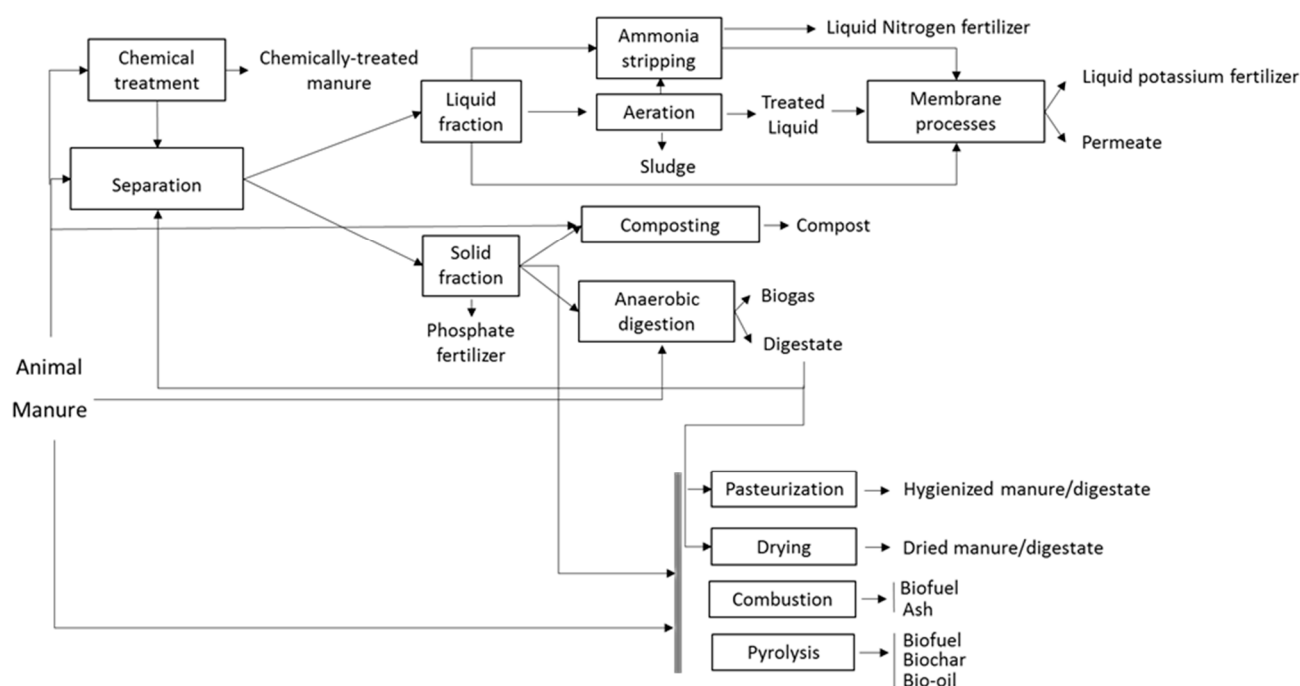 Chemical
treatment
Chemically-treated
manure
Separation
Liquid
fraction
Ammonia
stripping
Liquid Nitrogen fertilizer
Aeration
Treated
Liquid
Sludge
Membrane
processes
Liquid potassium fertilizer
Permeate
Composting
Compost
Solid
fraction
Phosphate
fertilizer
Anaerobic
digestion
Biogas
Digestate
Animal
Manure
Pasteurization
Hygienized manure/digestate
Drying
Dried manure/digestate
Combustion
Biofuel
Ash
Pyrolysis
Biofuel
Biochar
Bio-oil